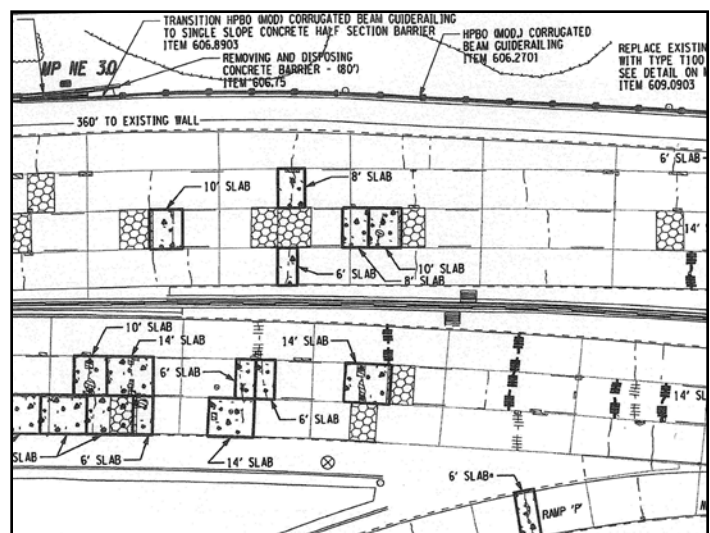 TRANSITION HPBO (MOD) CORRUGATED BEAM GUIDERAILING
TO SINGLE SLOPE CONCRETE HALF SECTION BARRIER
ITEM 606.8903
HPBO (MOD.) CORRUGATED
BEAM GUIDERAILING
ITEM 606.2701
REPLACE EXISTIN
WITH TYPE T100
SEE DETAIL ON
ITEM 609.0903
MP NE 3.0
REMOVING AND DISPOSING
CONCRETE BARRIER - (80')
ITEM 606.75
360' TO EXISTING WALL
6' SLAB
8' SLAB
10' SLAB
14'
10' SLAB
6' SLAB
8' SLAB
10' SLAB
14' SLAB
14' SLAB
6' SLAB
6' SLAB
14' S
SLAB
6' SLAB
14' SLAB
6' SLAB*
RAMP 'P'